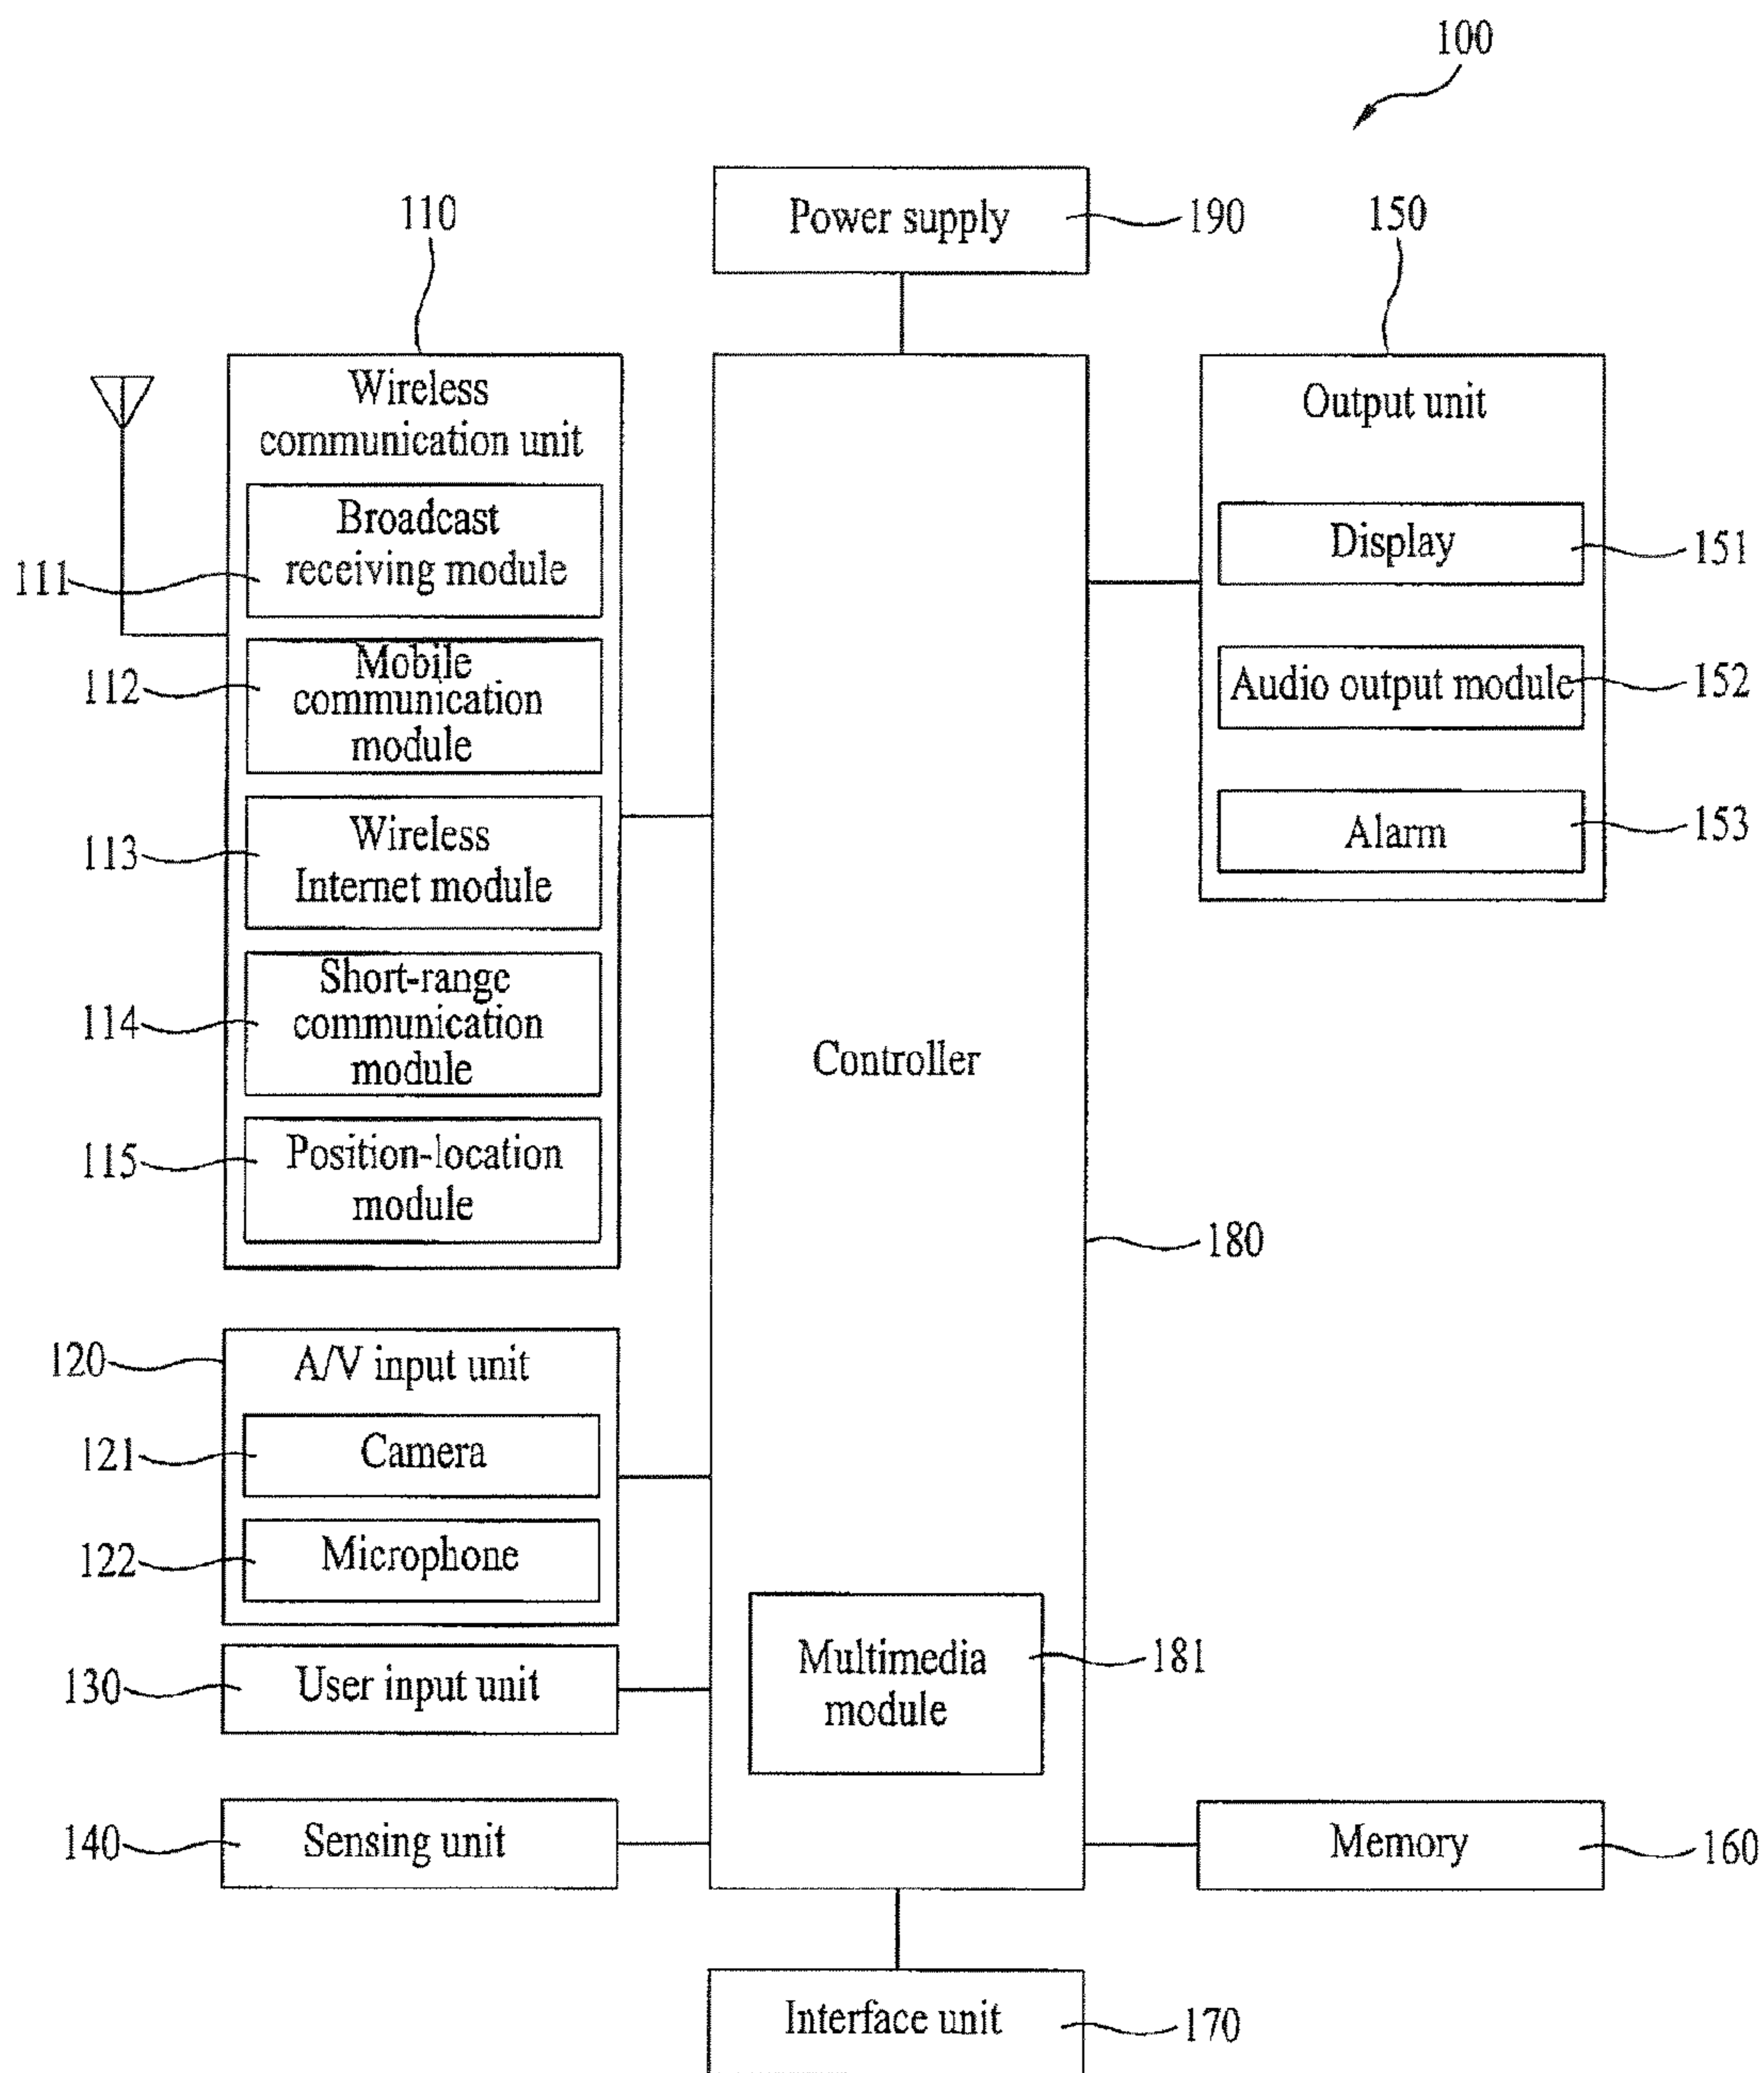 100
Power supply
190
110
150
Wireless
communication unit
Broadcast
receiving module
111
Mobile
communication
module
112
Wireless
Internet module
113
Short-range
communication
module
114
Position-location
module
115
Output unit
Display
151
Audio output module
152
Alarm
153
Controller
180
120
A/V input unit
Camera
121
Microphone
122
User input unit
130
Multimedia
module
181
Sensing unit
140
Memory
160
Interface unit
170